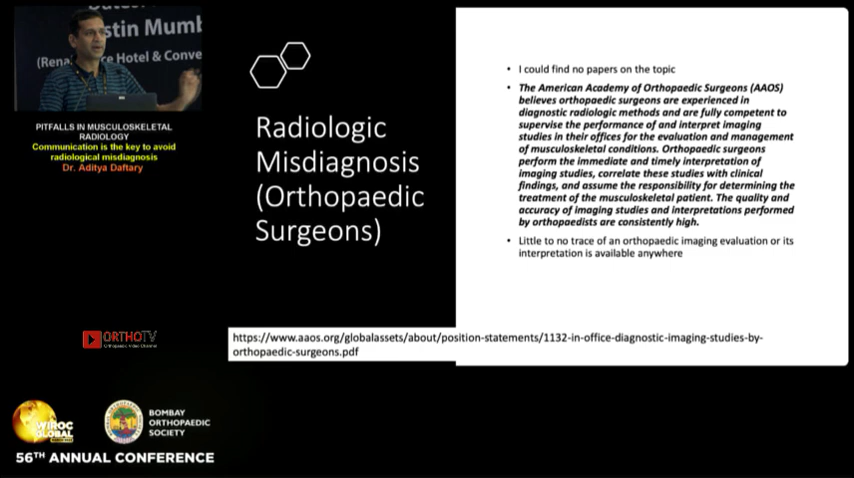 stin Mumb
(Rena
e Hotel & Conve
PITFALLS IN MUSCULOSKELETAL
RADIOLOGY
Communication is the key to avoid
radiological misdiagnosis
Dr. Aditya Daftary
ORTHOTV
WIROC
GLOBAL
BOMBAY
ORTHOPAEDIC
SOCIETY
56TH ANNUAL CONFERENCE
Radiologic
Misdiagnosis
(Orthopaedic
Surgeons)
• I could find no papers on the topic
• The American Academy of Orthopaedic Surgeons (AAOS)
believes orthopaedic surgeons are experienced in
diagnostic radiologic methods and are fully competent to
supervise the performance of and interpret imaging
studies in their offices for the evaluation and management
of musculoskeletal conditions. Orthopaedic surgeons
perform the immediate and timely interpretation of
imaging studies, correlate these studies with clinical
findings, and assume the responsibility for determining the
treatment of the musculoskeletal patient. The quality and
accuracy of imaging studies and interpretations performed
by orthopaedists are consistently high.
• Little to no trace of an orthopaedic imaging evaluation or its
interpretation is available anywhere
https://www.aaos.org/globalassets/about/position-statements/1132-in-office-diagnostic-imaging-studies-by-
orthopaedic-surgeons.pdf